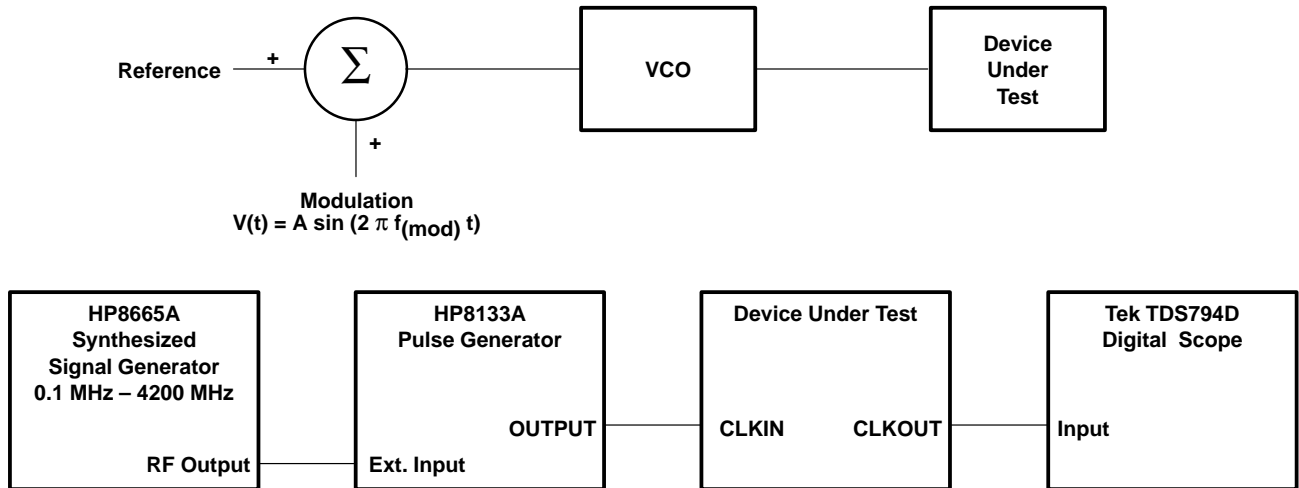 Reference
+
Σ
+
VCO
Device
Under
Test
Modulation
V(t) = A sin (2 π f(mod) t)
HP8665A
Synthesized
Signal Generator
0.1 MHz – 4200 MHz
RF Output
HP8133A
Pulse Generator
OUTPUT
Ext. Input
Device Under Test
CLKIN
CLKOUT
Tek TDS794D
Digital Scope
Input